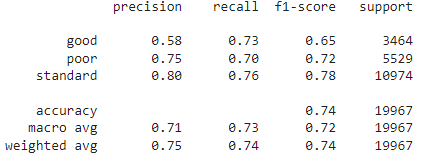 precision recall f1-score support
good 0.58 0.73 0.65 3464
poor 0.75 0.70 0.72 5529
standard 0.80 0.76 0.78 10974
accuracy 0.74 19967
macro avg 0.71 0.73 0.72 19967
weighted avg 0.75 0.74 0.74 19967